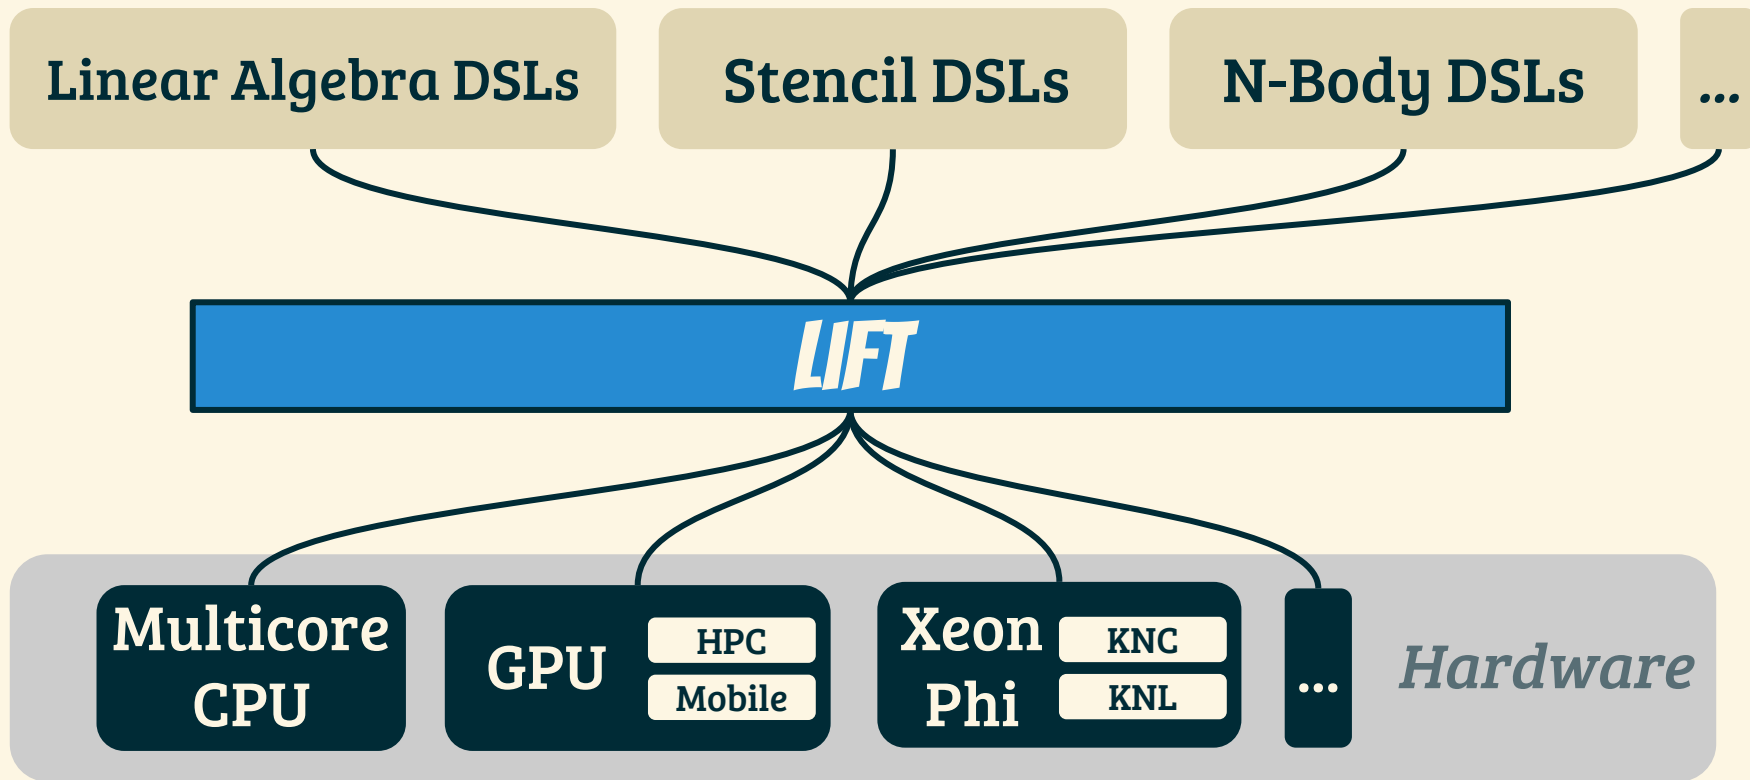 Linear Algebra DSLs
Stencil DSLs
N-Body DSLs
...
LIFT
Multicore
CPU
GPU
HPC
Mobile
Xeon
Phi
KNC
KNL
...
Hardware